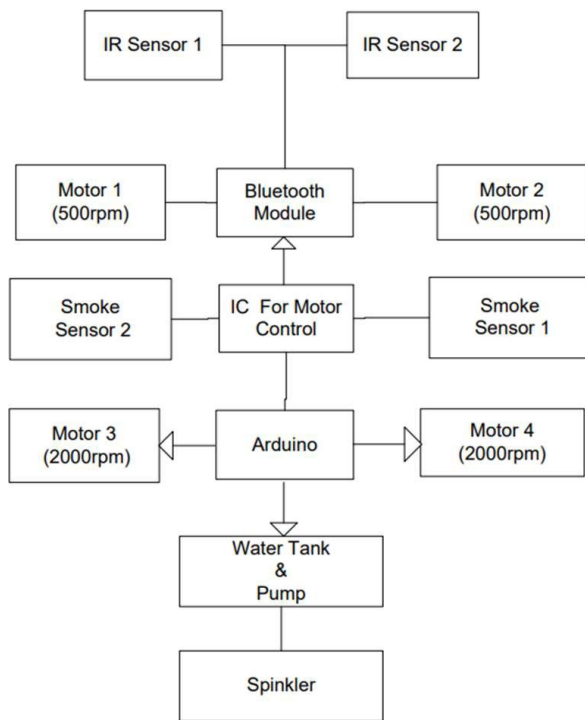 IR Sensor 1
IR Sensor 2
Motor 1
(500rpm)
Bluetooth
Module
Motor 2
(500rpm)
Smoke
Sensor 2
IC For Motor
Control
Smoke
Sensor 1
Motor 3
(2000rpm)
Arduino
Motor 4
(2000rpm)
Water Tank
&
Pump
Spinkler